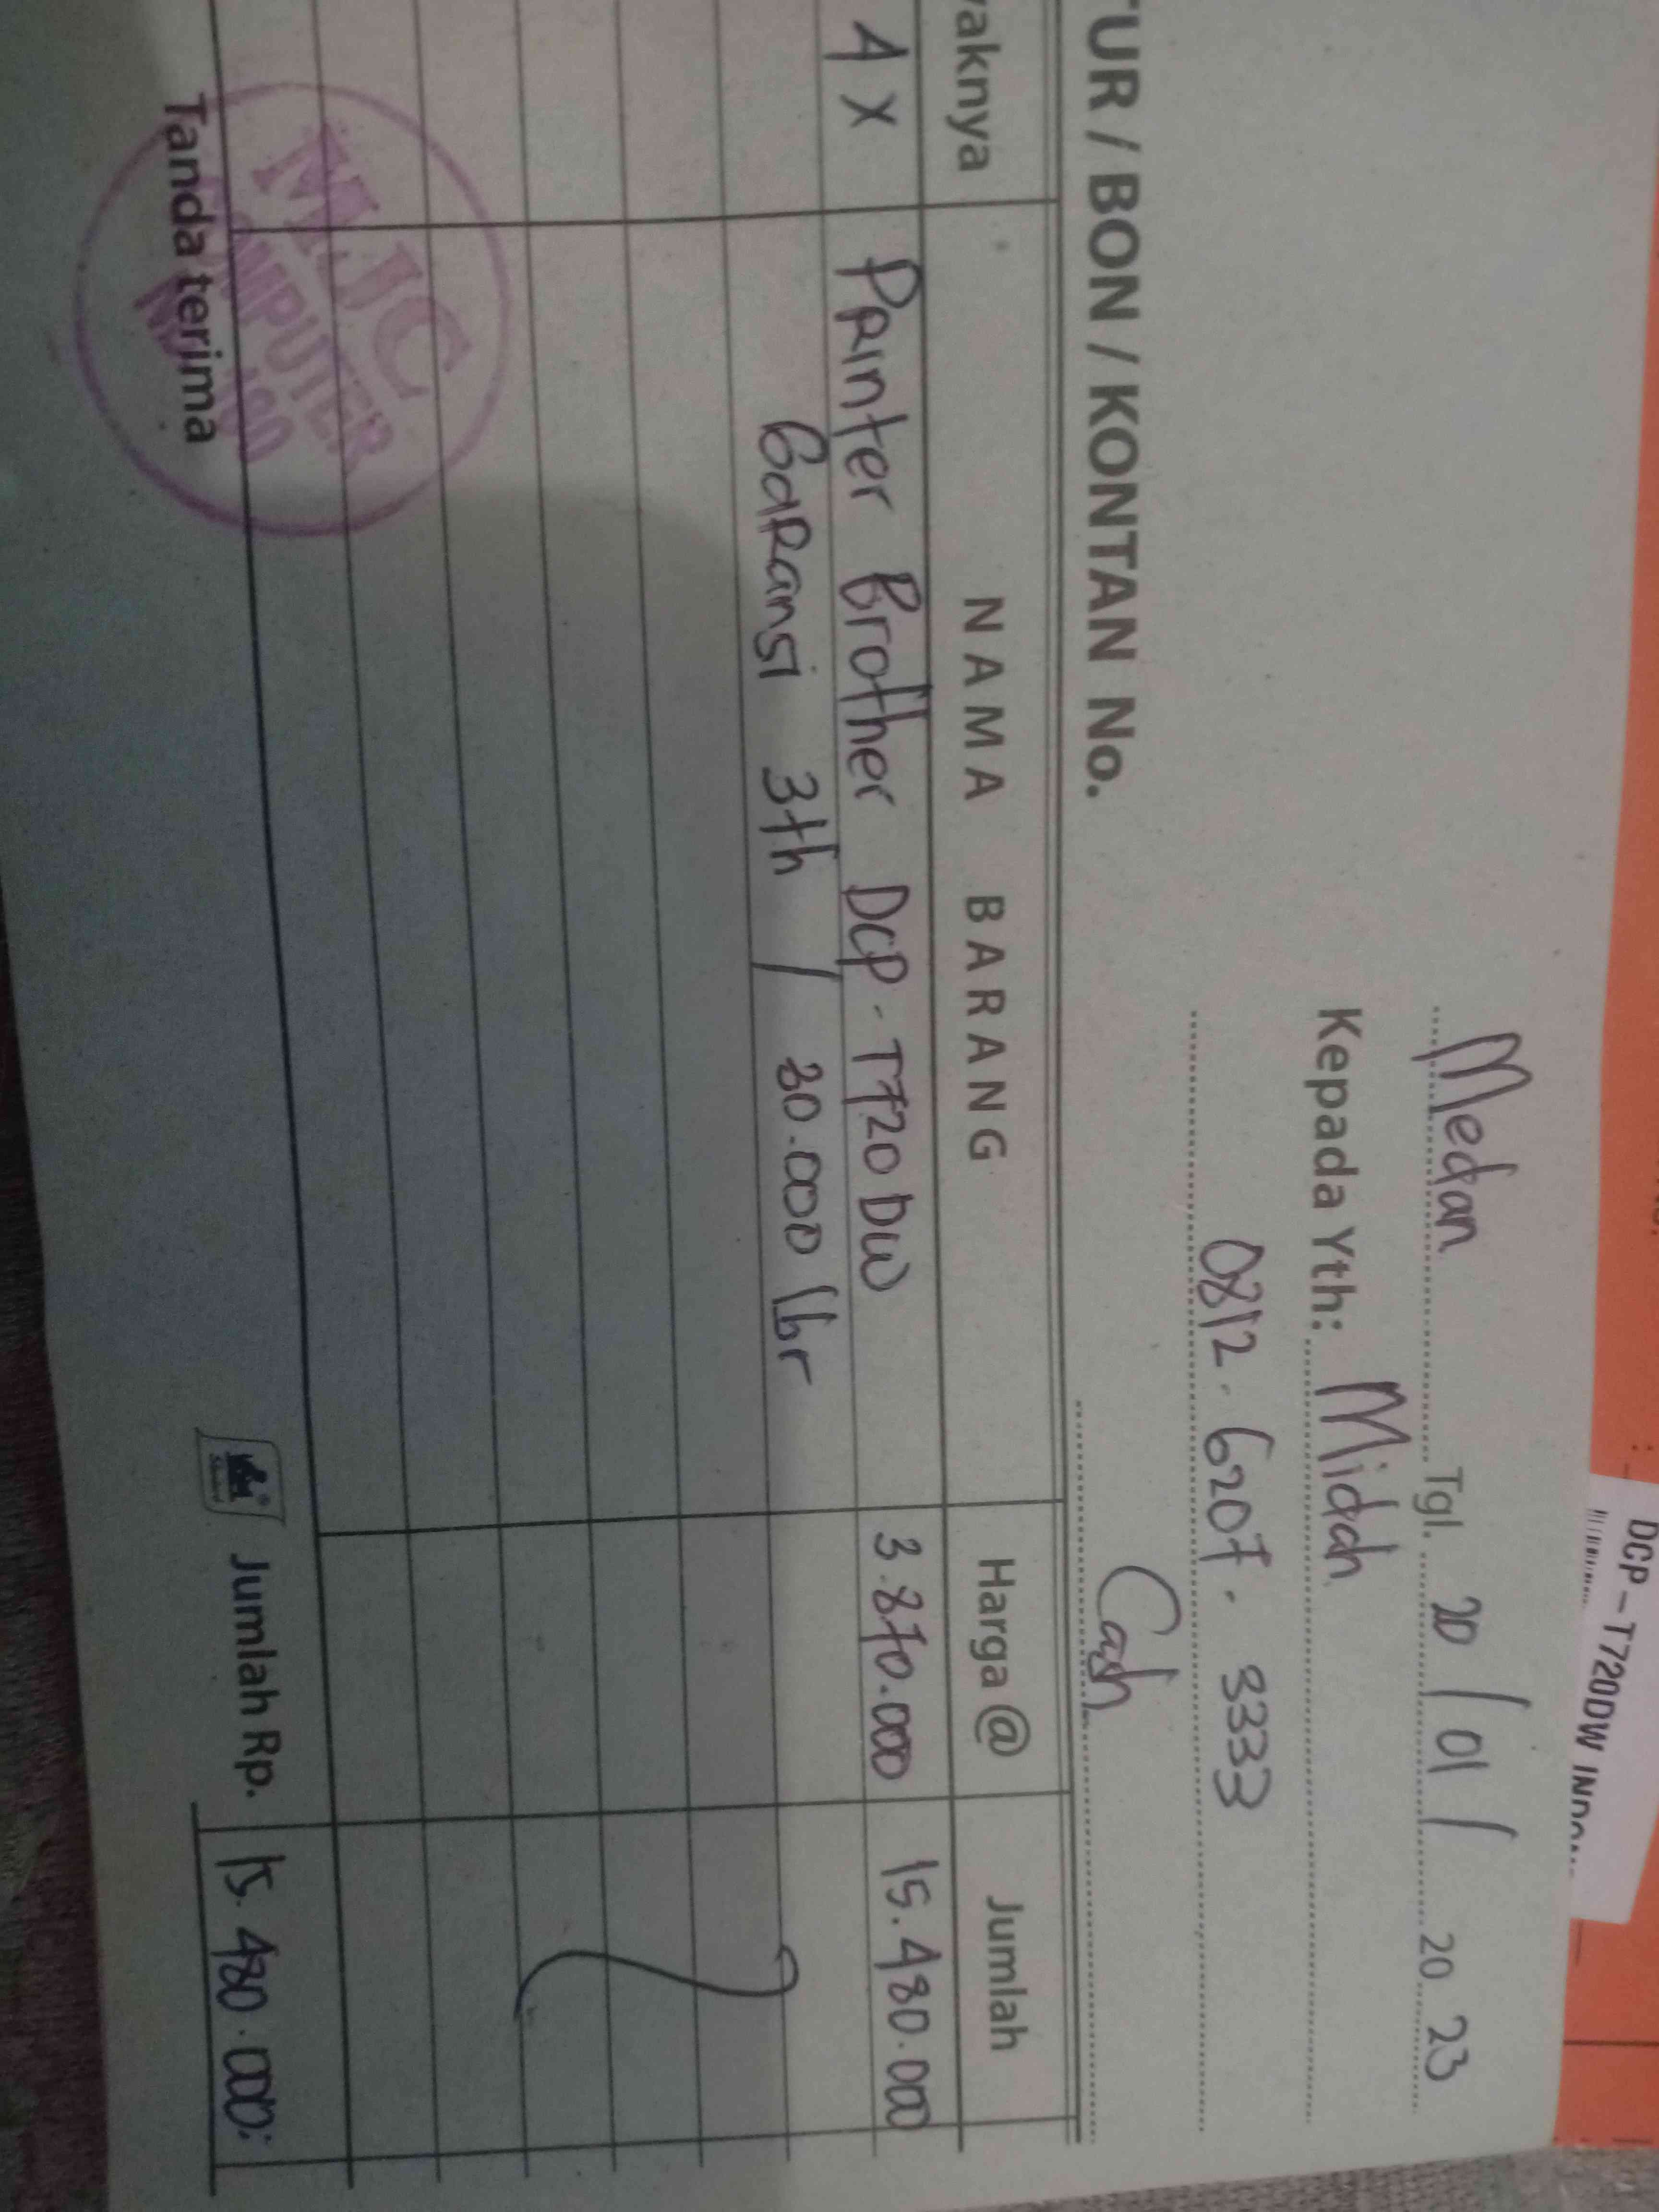 Medan Tgl. 20 / 01 / 20 23
Kepada Yth: Midah
0812 - 6207 - 3333
Cash
TUR / BON / KONTAN No.
yaknya NAMA BARANG Harga @ Jumlah
4 X Printer Brother DCP - T720 DW 3.870.000 15.480.000
Garansi 3th / 30.000 lbr
Tanda terima Jumlah Rp. 15.480.000:
MJC
COMPUTER
DCP-T720DW